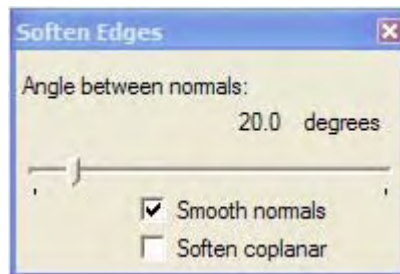 Soften Edges
Angle between normals:
20.0 degrees
Smooth normals
Soften coplanar